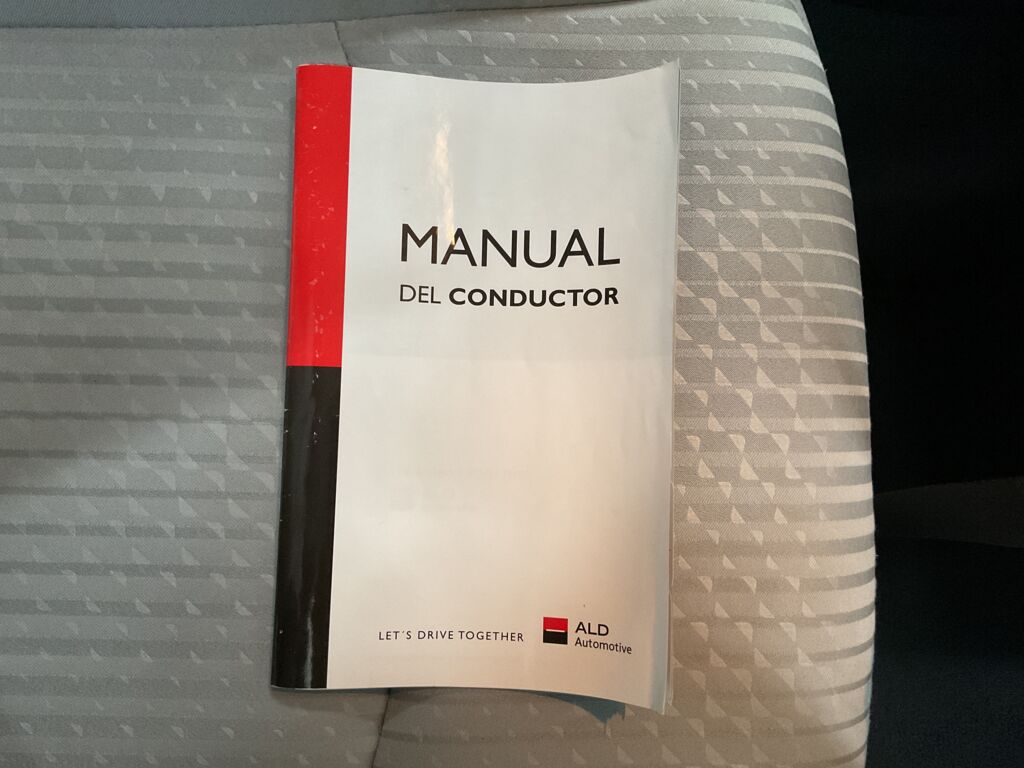 MANUAL
DEL CONDUCTOR
LET´S DRIVE TOGETHER
ALD
Automotive